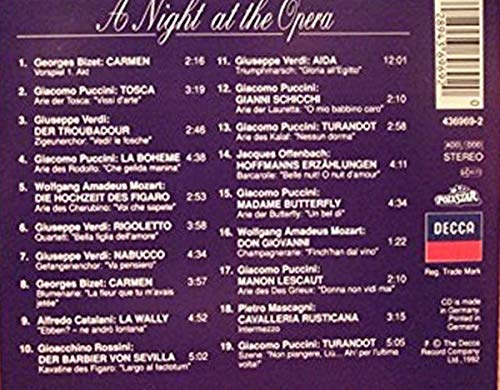 A Night at the Opera
1. Georges Bizet: CARMEN 2:16
Vorspiel 1. Akt
2. Giacomo Puccini: TOSCA 3:19
Arie der Tosca: "Vissi d'arte"
3. Giuseppe Verdi:
DER TROUBADOUR 2:46
Zigeunerchor: "Vedi! le fosche"
4. Giacomo Puccini: LA BOHEME 4:38
Arie des Rodolfo: "Che gelida manina"
5. Wolfgang Amadeus Mozart:
DIE HOCHZEIT DES FIGARO 2:53
Arie des Cherubino: "Voi che sapete"
6. Giuseppe Verdi: RIGOLETTO
Quartett: "Bella figlia dell'amore"
7. Giuseppe Verdi: NABUCCO
Gefangenenchor: "Va pensiero"
8. Georges Bizet: CARMEN 3:57
Blumenarie: "La fleur que tu m'avais
jetée"
9. Alfredo Catalani: LA WALLY
"Ebben? – ne andrò lontana"
10. Gioacchino Rossini:
DER BARBIER VON SEVILLA 5:02
Kavatine des Figaro: "Largo al factotum"
11. Giuseppe Verdi: AIDA 12:01
Triumphmarsch: "Gloria all'Egitto"
12. Giacomo Puccini:
GIANNI SCHICCHI 2:10
Arie der Lauretta: "O mio babbino caro"
13. Giacomo Puccini: TURANDOT 2:58
Arie des Kalaf: "Nessun dorma"
14. Jacques Offenbach:
HOFFMANNS ERZÄHLUNGEN 4:11
Barcarole: "Belle nuit! O nuit d'amour"
15. Giacomo Puccini:
MADAME BUTTERFLY
Arie der Butterfly: "Un bel di"
16. Wolfgang Amadeus Mozart:
DON GIOVANNI 1:22
Champagnerarie: "Finch'han dal vino"
17. Giacomo Puccini:
MANON LESCAUT 2:21
Arie des Des Grieux: "Donna non vidi mai"
18. Pietro Mascagni:
CAVALLERIA RUSTICANA 3:05
Intermezzo
19. Giacomo Puccini: TURANDOT 5:05
Szene: "Non piangere, Liù... Ah! per l'ultima
volta!"
436969-2
STEREO
POLYSTAR
DECCA
Reg. Trade Mark
CD is made in
Germany.
Printed in
Germany.
℗ © The Decca
Record Company
Ltd., 1992